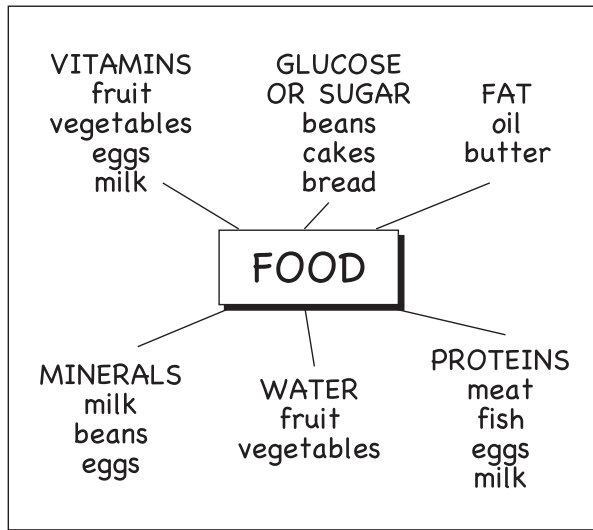 VITAMINS
fruit
vegetables
eggs
milk
GLUCOSE
OR SUGAR
beans
cakes
bread
FAT
oil
butter
FOOD
MINERALS
milk
beans
eggs
WATER
fruit
vegetables
PROTEINS
meat
fish
eggs
milk